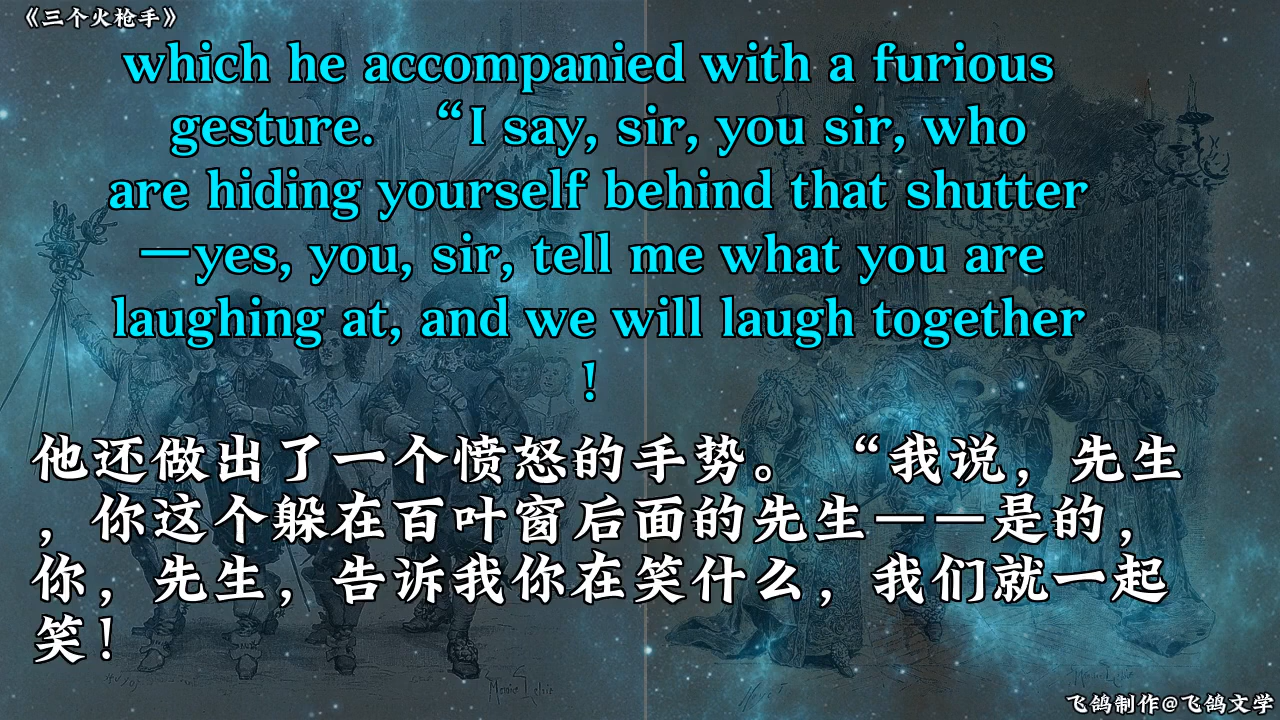 《三个火枪手》
which he accompanied with a furious
gesture. “I say, sir, you sir, who
are hiding yourself behind that shutter
—yes, you, sir, tell me what you are
laughing at, and we will laugh together
!
他还做出了一个愤怒的手势。 “我说，先生
，你这个躲在百叶窗后面的先生——是的，
你，先生，告诉我你在笑什么，我们就一起
笑！
飞鸽制作@飞鸽文学